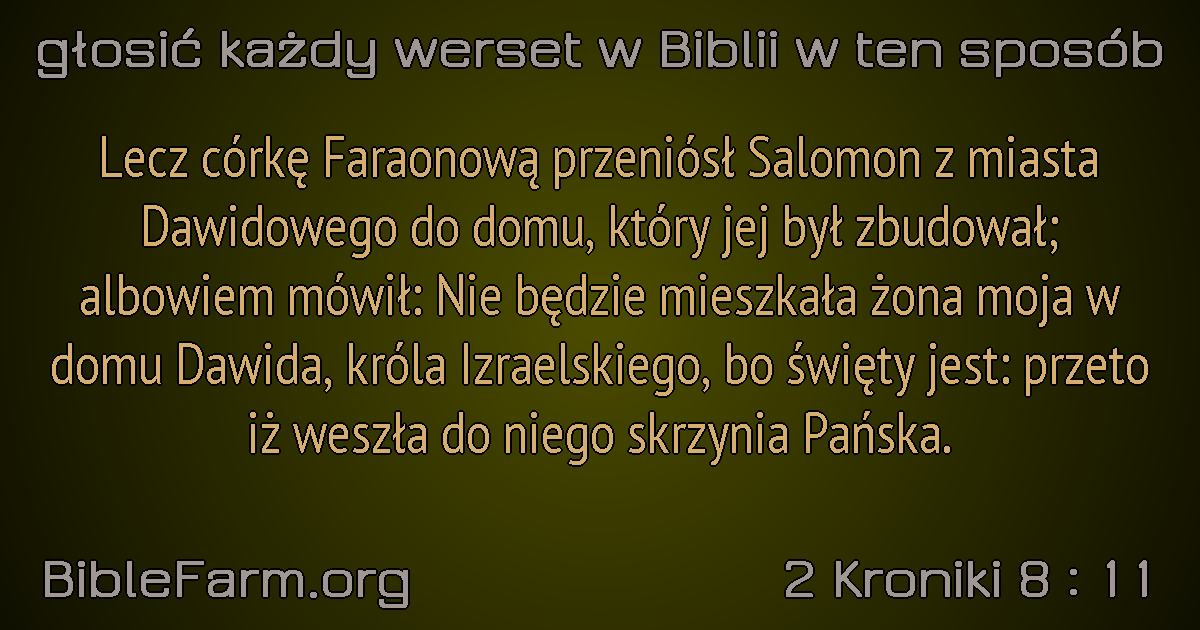 głosić każdy werset w Biblii w ten sposób
Lecz córkę Faraonową przeniósł Salomon z miasta
Dawidowego do domu, który jej był zbudował;
albowiem mówił: Nie będzie mieszkała żona moja w
domu Dawida, króla Izraelskiego, bo święty jest: przeto
iż weszła do niego skrzynia Pańska.
BibleFarm.org
2 Kroniki 8 : 11